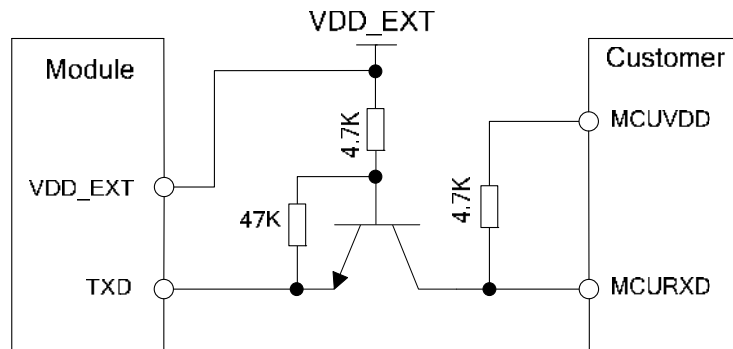 VDD_EXT
Module
Customer
4.7K
MCUVDD
VDD_EXT
47K
4.7K
TXD
MCURXD